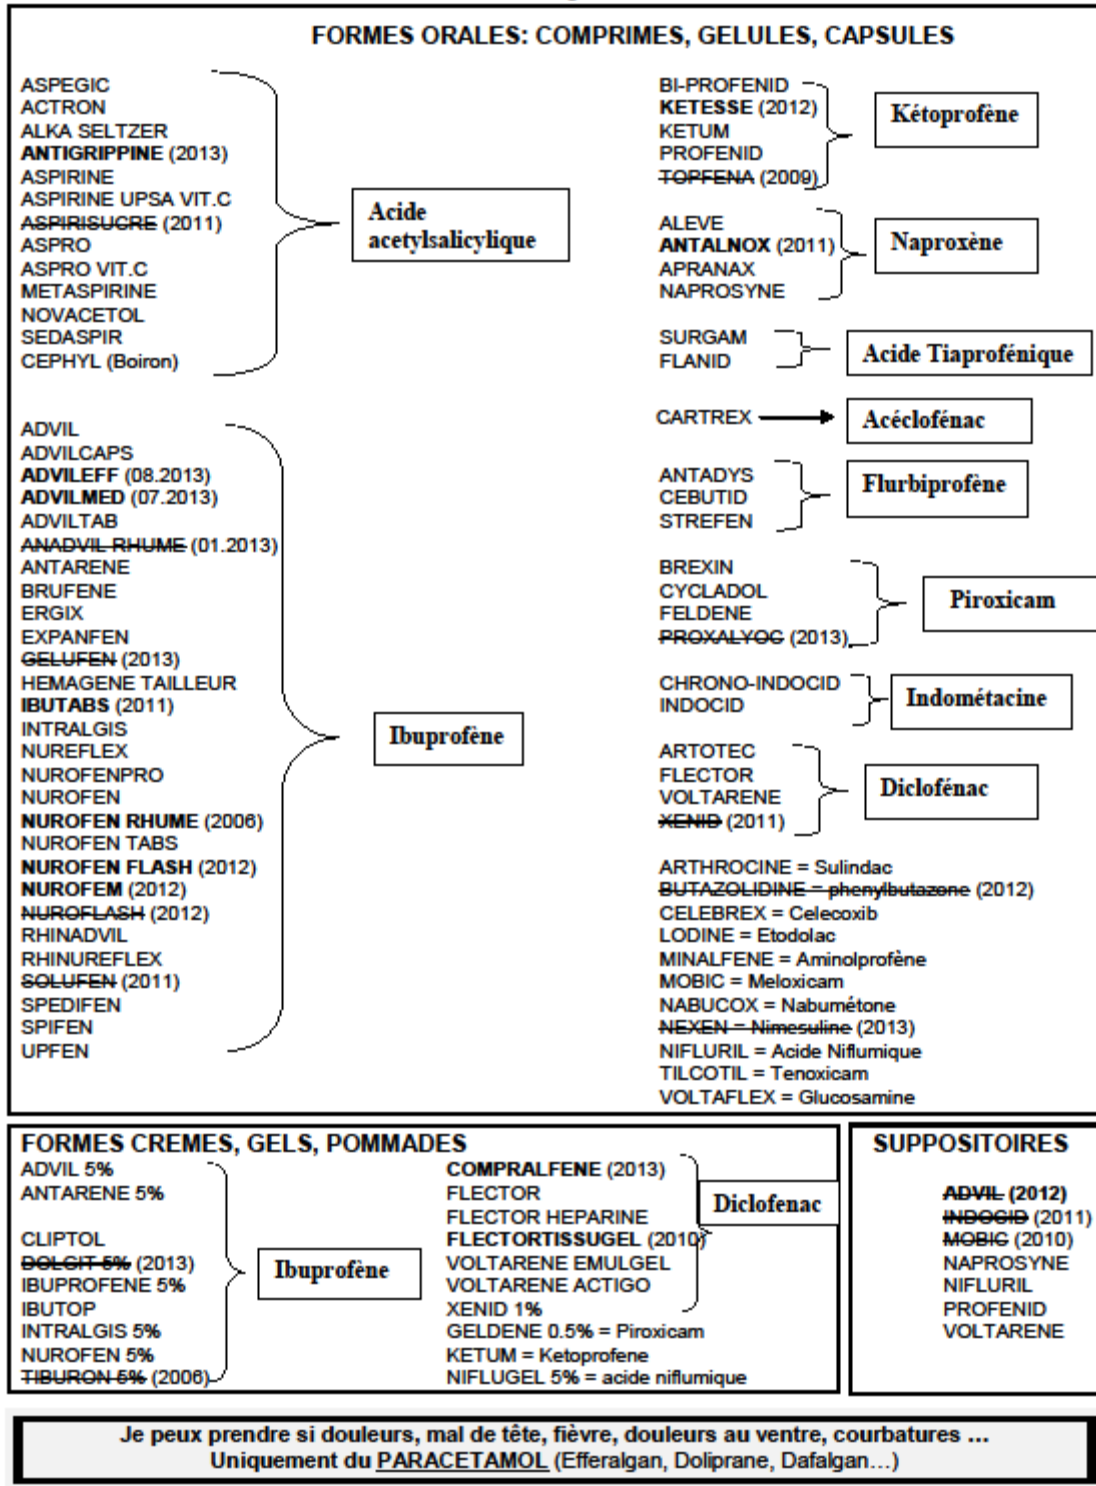 FORMES ORALES: COMPRIMES, GELULES, CAPSULES
ASPEGIC
ACTRON
ALKA SELTZER
ANTIGRIPPINE (2013)
ASPIRINE
ASPIRINE UPSA VIT.C
ASPIRISUCRE (2011)
ASPRO
ASPRO VIT.C
METASPIRINE
NOVACETOL
SEDASPIR
CEPHYL (Boiron)
Acide
acetylsalicylique
ADVIL
ADVILCAPS
ADVILEFF (08.2013)
ADVILMED (07.2013)
ADVILTAB
ANADVIL RHUME (01.2013)
ANTARENE
BRUFENE
ERGIX
EXPANFEN
GELUFEN (2013)
HEMAGENE TAILLEUR
IBUTABS (2011)
INTRALGIS
NUREFLEX
NUROFENPRO
NUROFEN
NUROFEN RHUME (2006)
NUROFEN TABS
NUROFEN FLASH (2012)
NUROFEM (2012)
NUROFLASH (2012)
RHINADVIL
RHINUREFLEX
SOLUFEN (2011)
SPEDIFEN
SPIFEN
UPFEN
Ibuprofène
BI-PROFENID
KETESSE (2012)
KETUM
PROFENID
TOPFENA (2009)
Kétoprofène
ALEVE
ANTALNOX (2011)
APRANAX
NAPROSYNE
Naproxène
SURGAM
FLANID
Acide Tiaprofénique
CARTREX
Acéclofénac
ANTADYS
CEBUTID
STREFEN
Flurbiprofène
BREXIN
CYCLADOL
FELDENE
PROXALYOC (2013)
Piroxicam
CHRONO-INDOCID
INDOCID
Indométacine
ARTOTEC
FLECTOR
VOLTARENE
XENID (2011)
Diclofénac
ARTHROCINE = Sulindac
BUTAZOLIDINE = phenylbutazone (2012)
CELEBREX = Celecoxib
LODINE = Etodolac
MINALFENE = Aminolprofène
MOBIC = Meloxicam
NABUCOX = Nabumétone
NEXEN = Nimesuline (2013)
NIFLURIL = Acide Niflumique
TILCOTIL = Tenoxicam
VOLTAFLEX = Glucosamine
FORMES CREMES, GELS, POMMADES
ADVIL 5%
ANTARENE 5%
CLIPTOL
DOLGIT 5% (2013)
IBUPROFENE 5%
IBUTOP
INTRALGIS 5%
NUROFEN 5%
TIBURON 5% (2006)
Ibuprofène
COMPRALFENE (2013)
FLECTOR
FLECTOR HEPARINE
FLECTORTISSUGEL (2010)
VOLTARENE EMULGEL
VOLTARENE ACTIGO
XENID 1%
Diclofenac
GELDENE 0.5% = Piroxicam
KETUM = Ketoprofene
NIFLUGEL 5% = acide niflumique
SUPPOSITOIRES
ADVIL (2012)
INDOCID (2011)
MOBIC (2010)
NAPROSYNE
NIFLURIL
PROFENID
VOLTARENE
Je peux prendre si douleurs, mal de tête, fièvre, douleurs au ventre, courbatures ...
Uniquement du PARACETAMOL (Efferalgan, Doliprane, Dafalgan...)